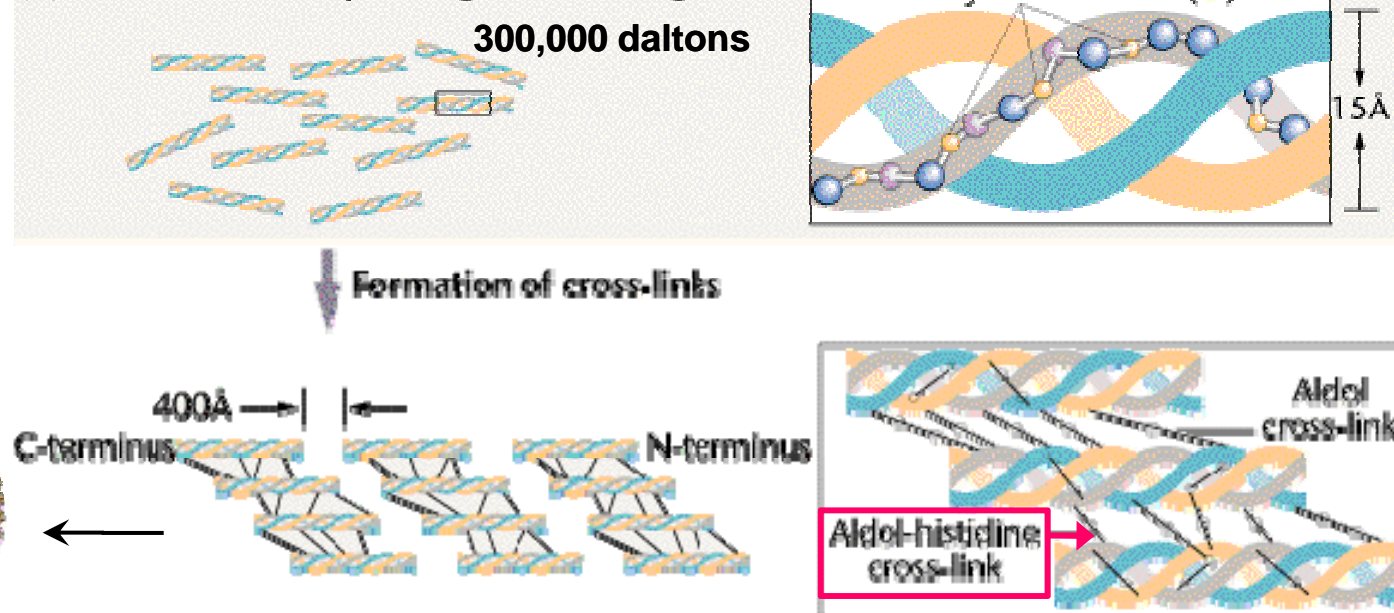 300,000 daltons
15Å
Formation of cross-links
400Å
C-terminus
N-terminus
Aldol
cross-link
Aldol-histidine
cross-link